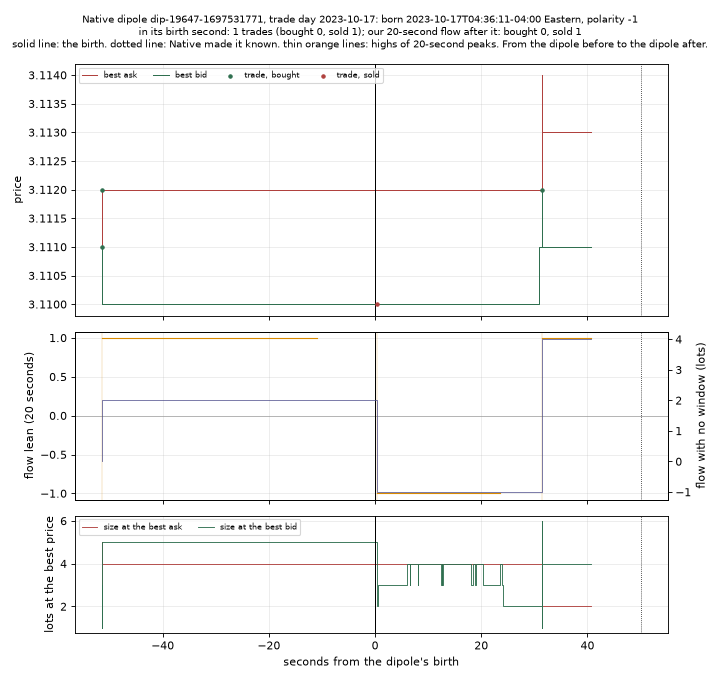 Native dipole dip-19647-1697531771, trade day 2023-10-17: born 2023-10-17T04:36:11-04:00 Eastern, polarity -1
in its birth second: 1 trades (bought 0, sold 1); our 20-second flow after it: bought 0, sold 1
solid line: the birth. dotted line: Native made it known. thin orange lines: highs of 20-second peaks. From the dipole before to the dipole after.
best ask best bid trade, bought trade, sold
3.1140
3.1135
3.1130
3.1125
3.1120
3.1115
3.1110
3.1105
3.1100
price
1.0
0.5
0.0
−0.5
−1.0
flow lean (20 seconds)
4
3
2
1
0
−1
flow with no window (lots)
size at the best ask size at the best bid
6
4
2
lots at the best price
−40 −20 0 20 40
seconds from the dipole's birth